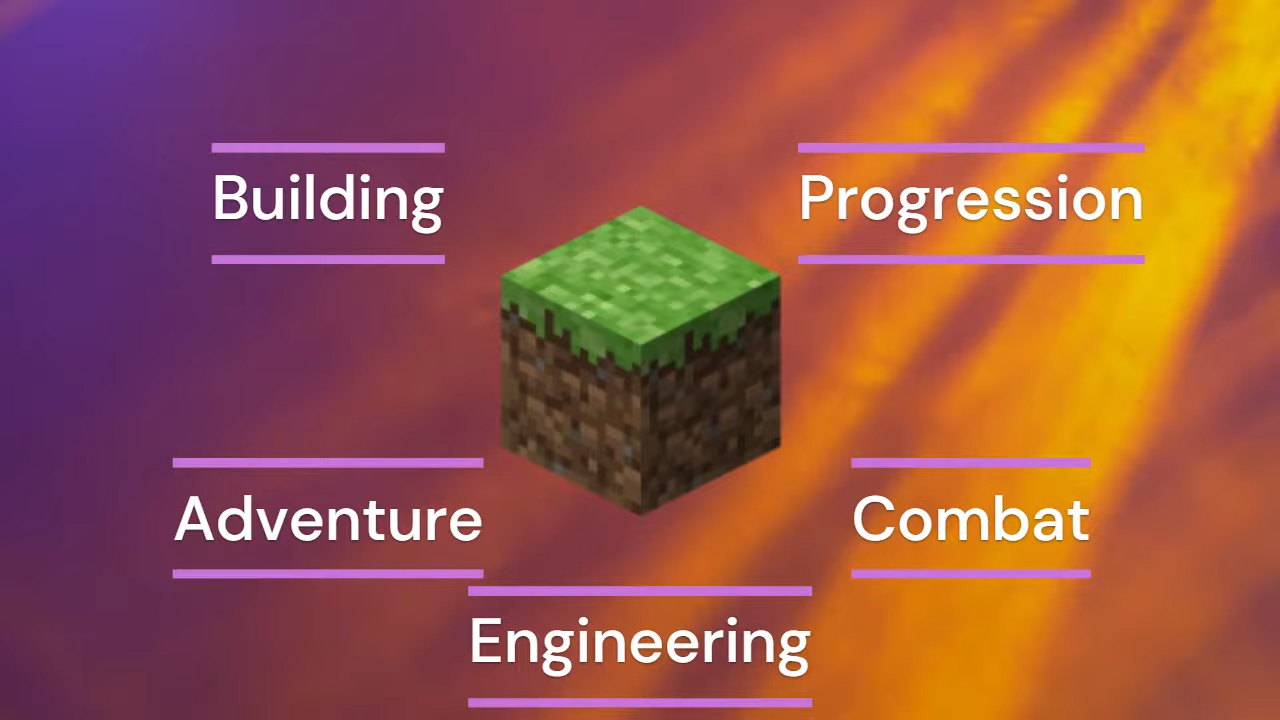 Building
Progression
Adventure
Combat
Engineering